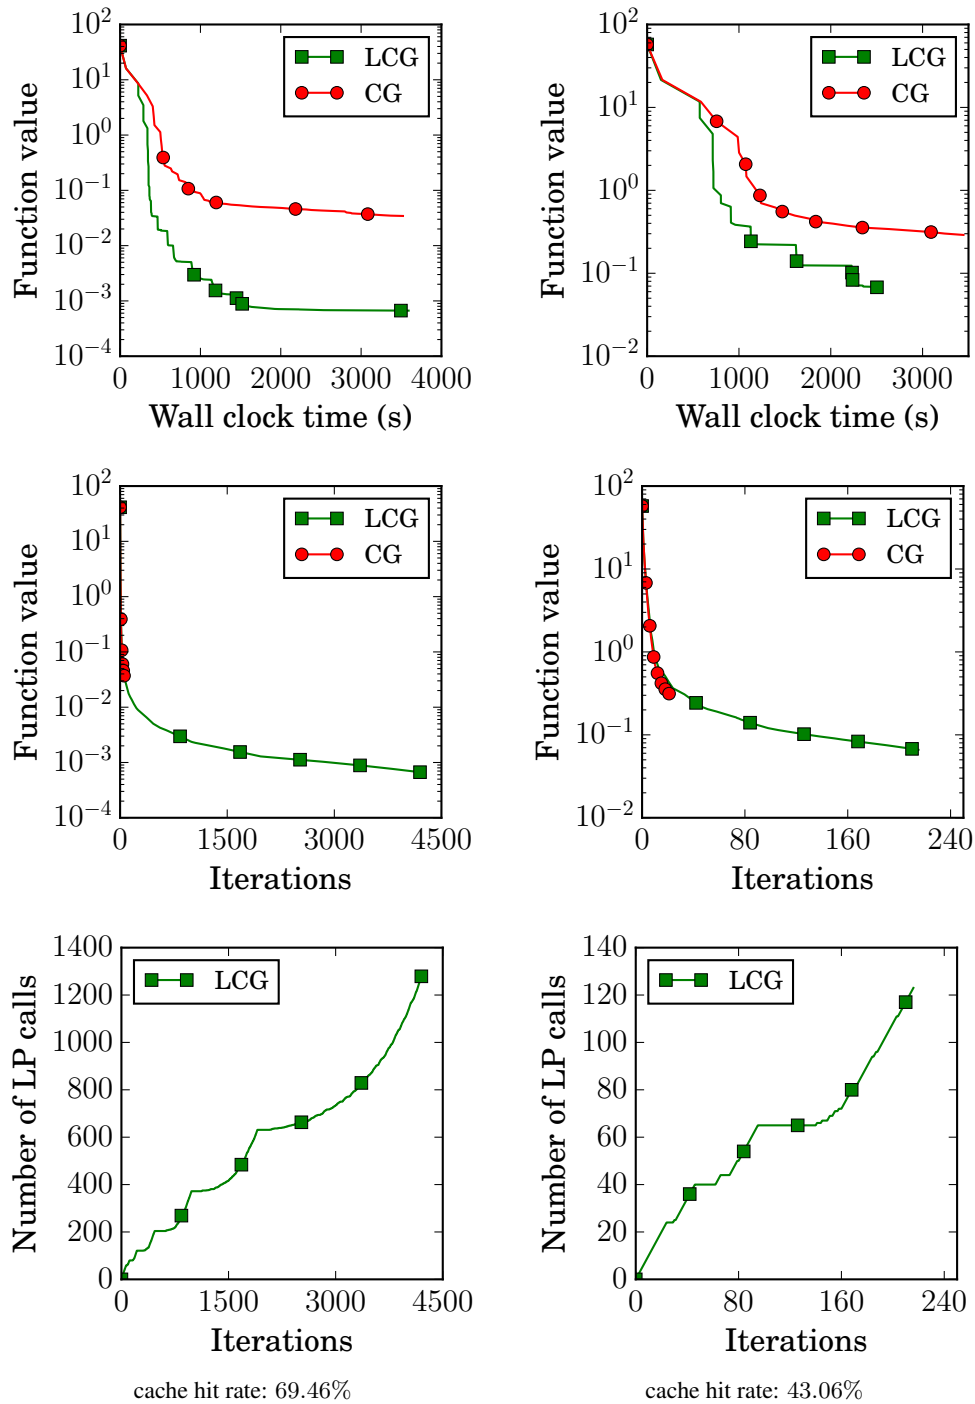 10^2
10^1
10^0
10^-1
10^-2
10^-3
10^-4
Function value
LCG
CG
0 1000 2000 3000 4000
Wall clock time (s)
10^2
10^1
10^0
10^-1
10^-2
Function value
LCG
CG
0 1000 2000 3000
Wall clock time (s)
10^2
10^1
10^0
10^-1
10^-2
10^-3
10^-4
Function value
LCG
CG
0 1500 3000 4500
Iterations
10^2
10^1
10^0
10^-1
10^-2
Function value
LCG
CG
0 80 160 240
Iterations
1400
1200
1000
800
600
400
200
0
Number of LP calls
LCG
0 1500 3000 4500
Iterations
140
120
100
80
60
40
20
0
Number of LP calls
LCG
0 80 160 240
Iterations
cache hit rate: 69.46%
cache hit rate: 43.06%